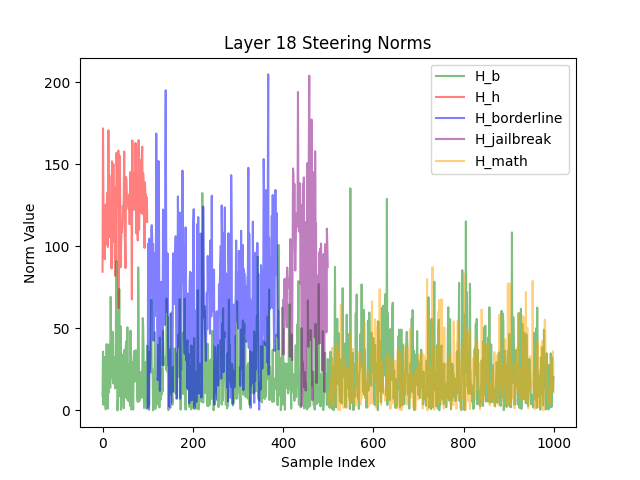 Layer 18 Steering Norms
Norm Value
200
150
100
50
0
H_b
H_h
H_borderline
H_jailbreak
H_math
0 200 400 600 800 1000
Sample Index